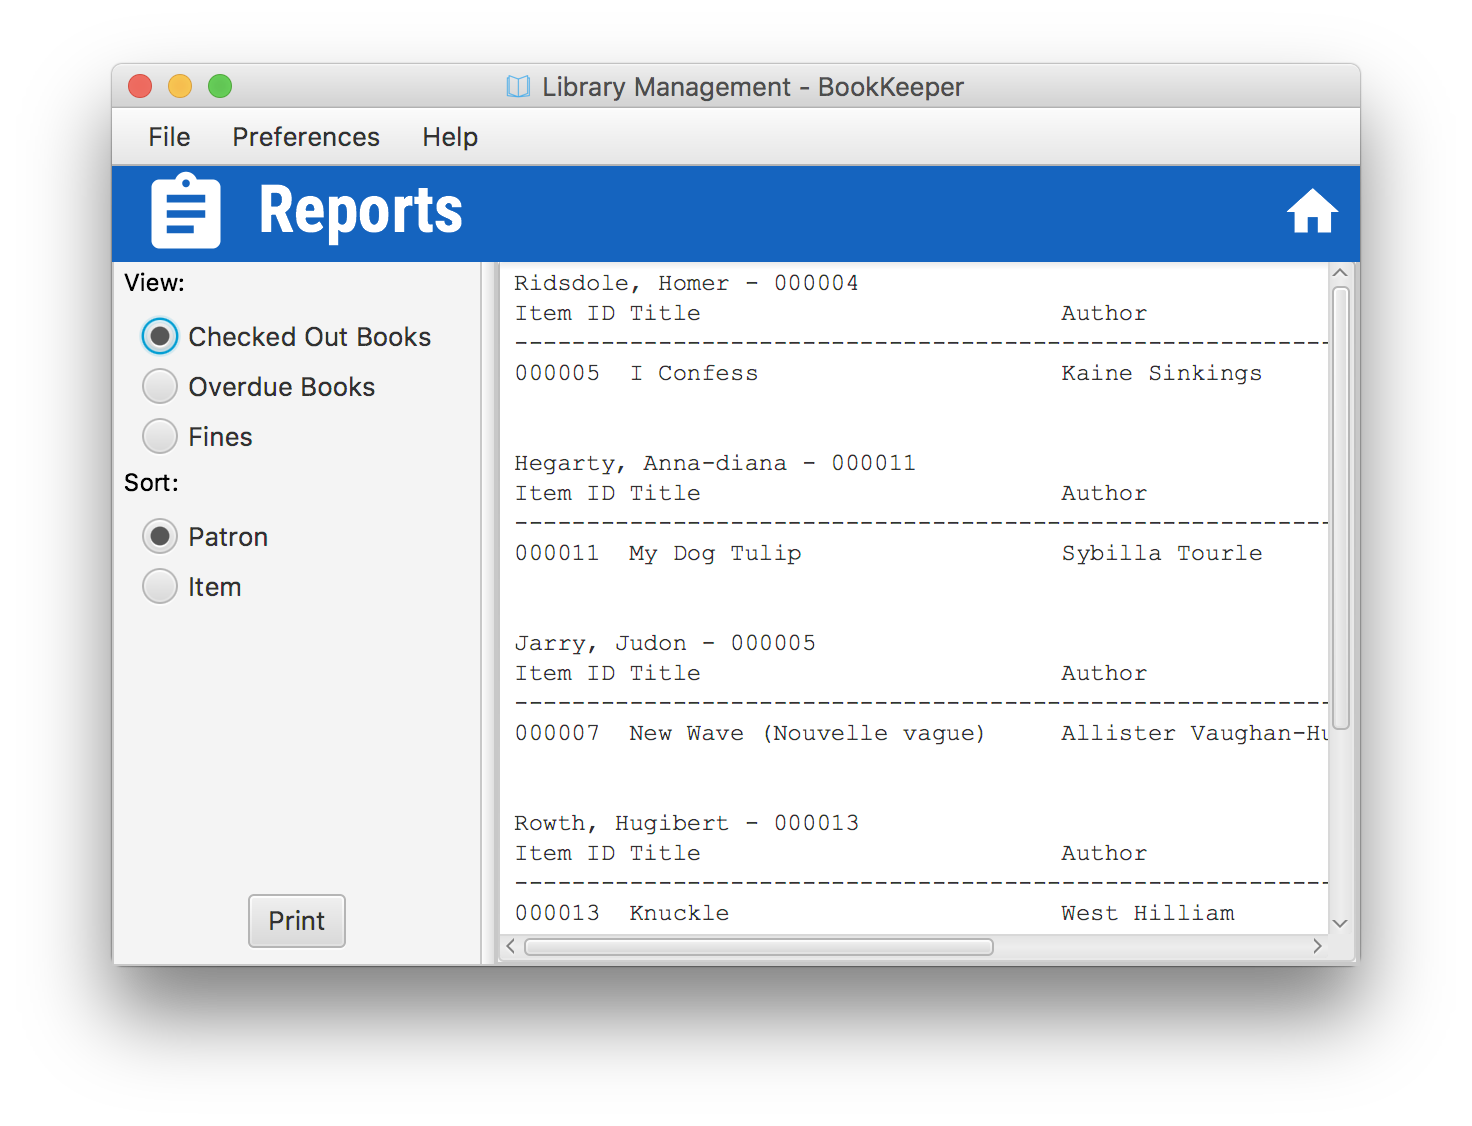 Library Management - BookKeeper
File Preferences Help
Reports
View:
Checked Out Books
Overdue Books
Fines
Sort:
Patron
Item
Print
Ridsdole, Homer - 000004
Item ID Title Author
---------------------------------------------------------
000005 I Confess Kaine Sinkings
Hegarty, Anna-diana - 000011
Item ID Title Author
---------------------------------------------------------
000011 My Dog Tulip Sybilla Tourle
Jarry, Judon - 000005
Item ID Title Author
---------------------------------------------------------
000007 New Wave (Nouvelle vague) Allister Vaughan-Hu
Rowth, Hugibert - 000013
Item ID Title Author
---------------------------------------------------------
000013 Knuckle West Hilliam